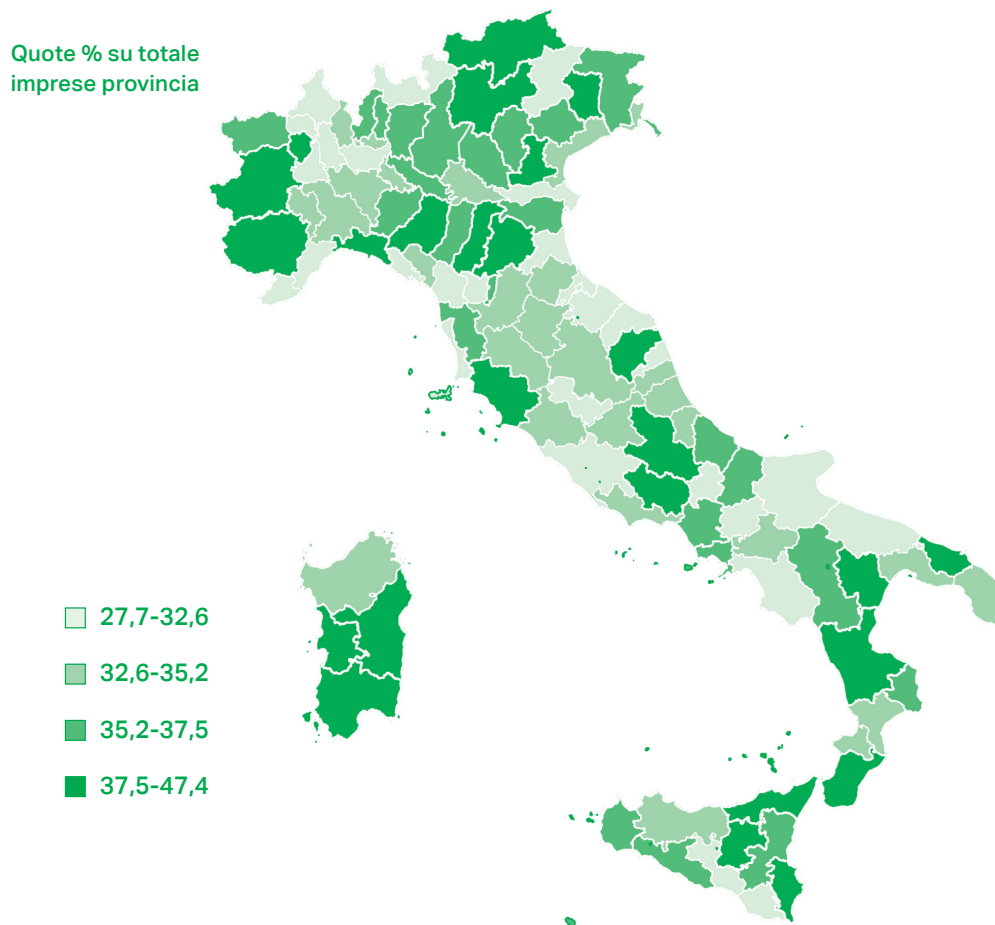 Quote % su totale
imprese provincia
27,7-32,6
32,6-35,2
35,2-37,5
37,5-47,4